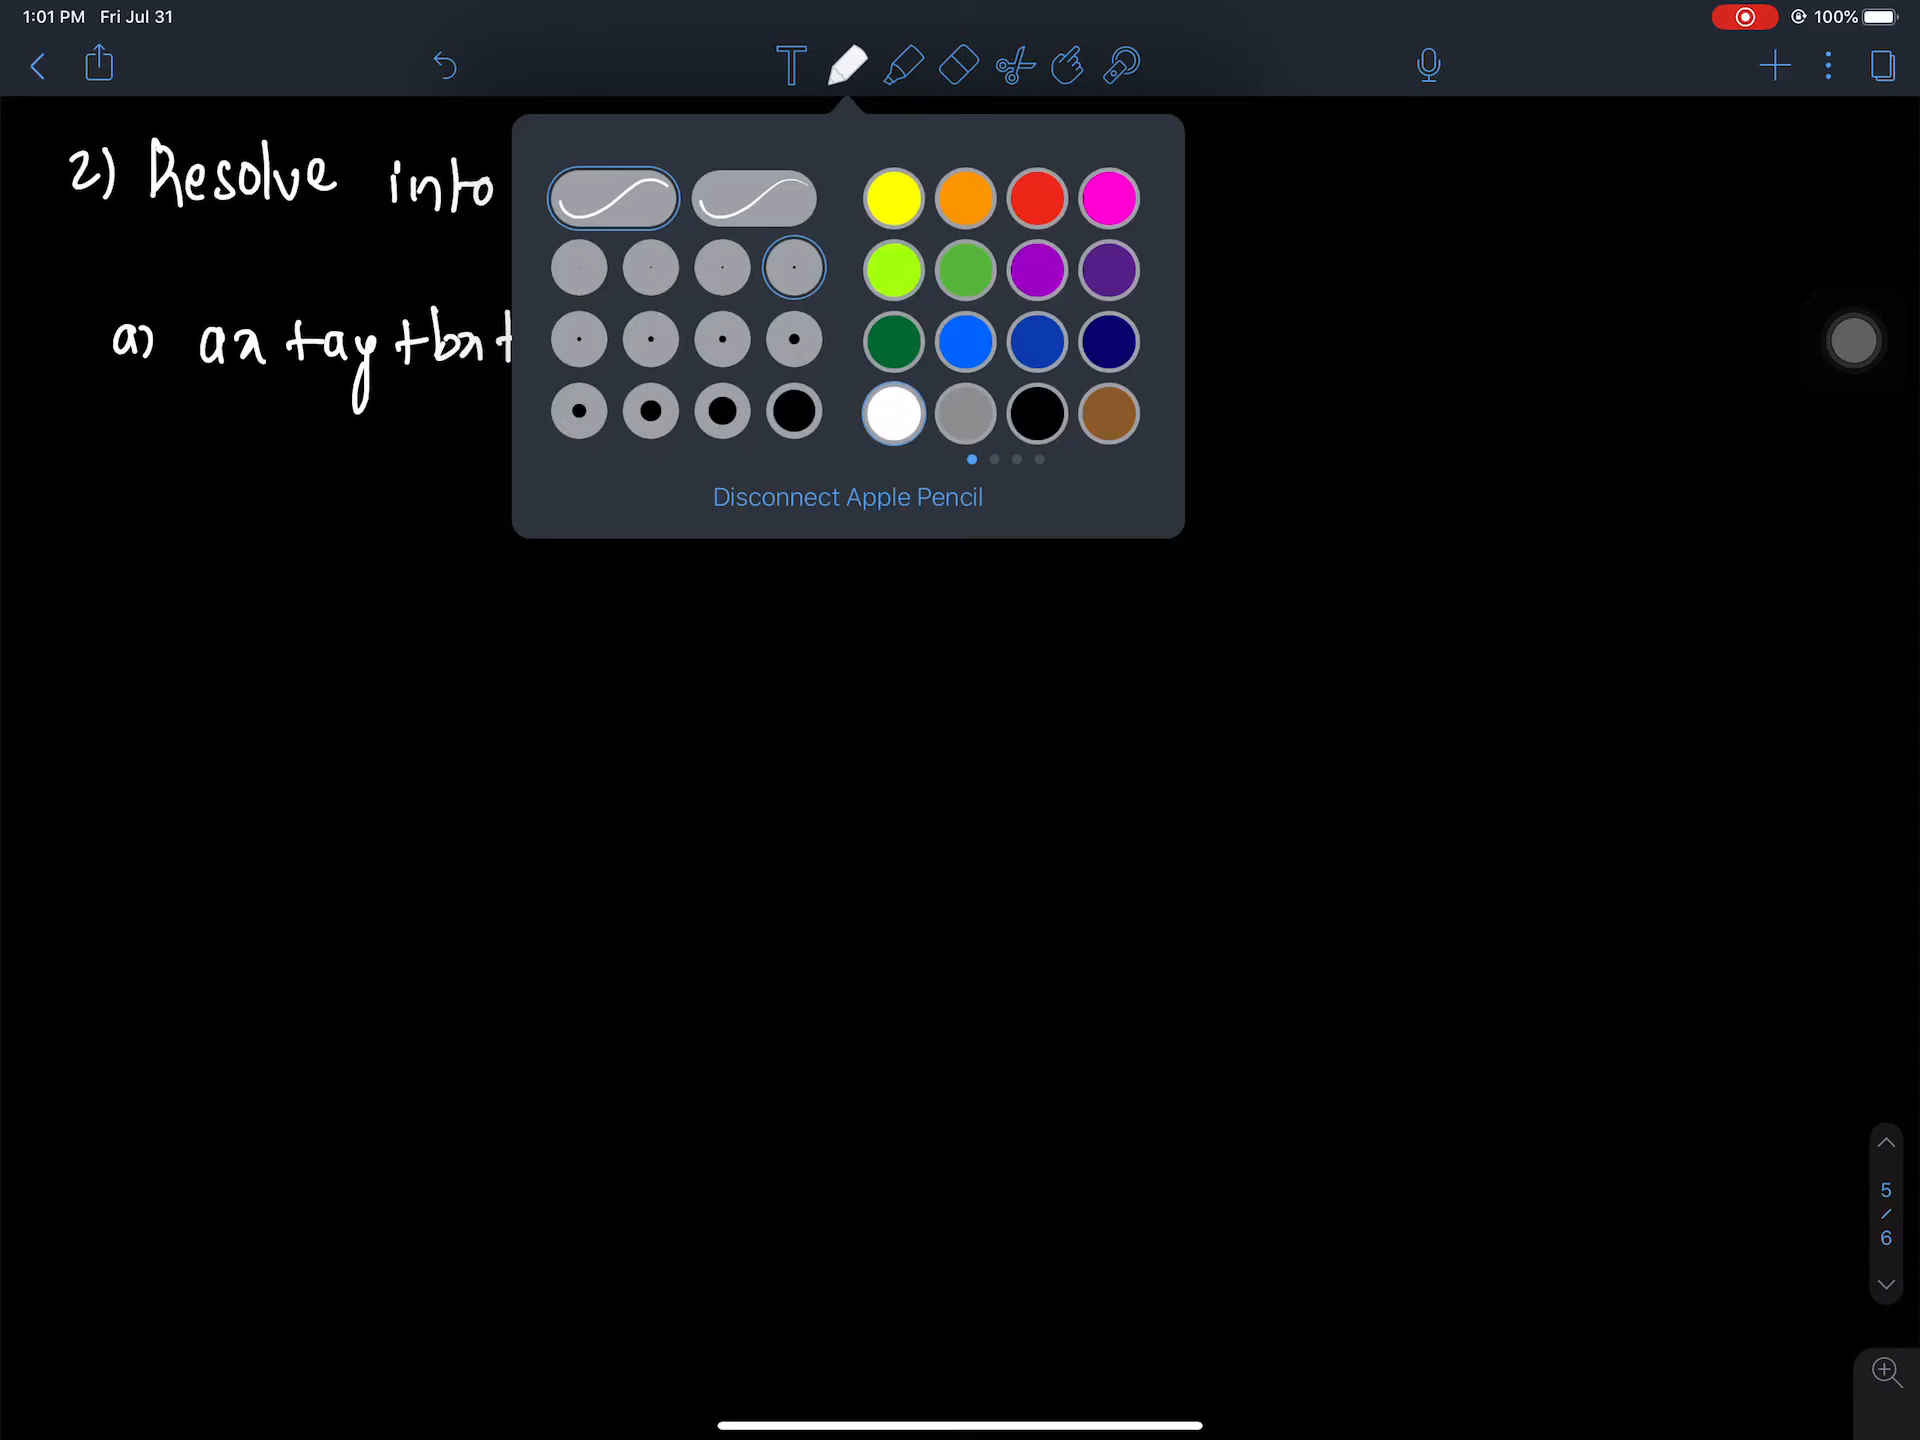 1:01 PM Fri Jul 31
100%
2) Resolve into
a) ax +ay +bx +
Disconnect Apple Pencil
5
/
6